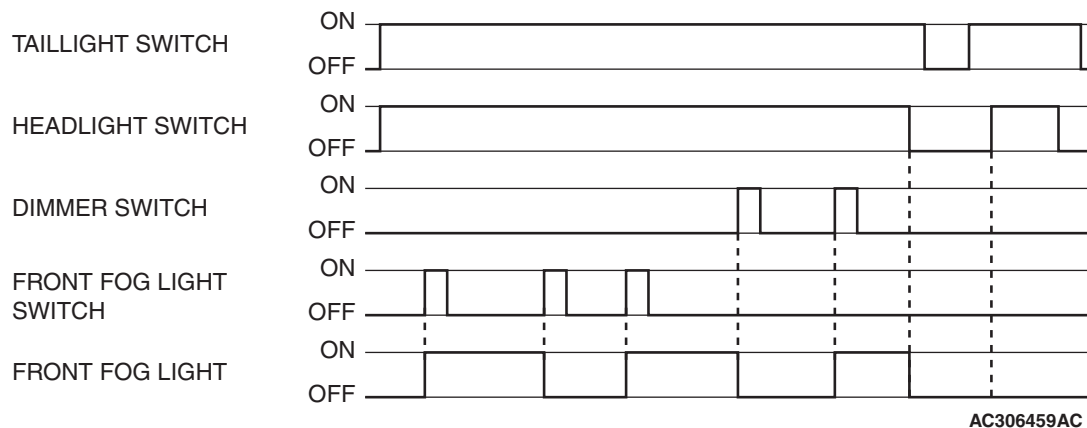 ON
TAILLIGHT SWITCH
OFF
ON
HEADLIGHT SWITCH
OFF
ON
DIMMER SWITCH
OFF
ON
FRONT FOG LIGHT
SWITCH
OFF
ON
FRONT FOG LIGHT
OFF
AC306459AC